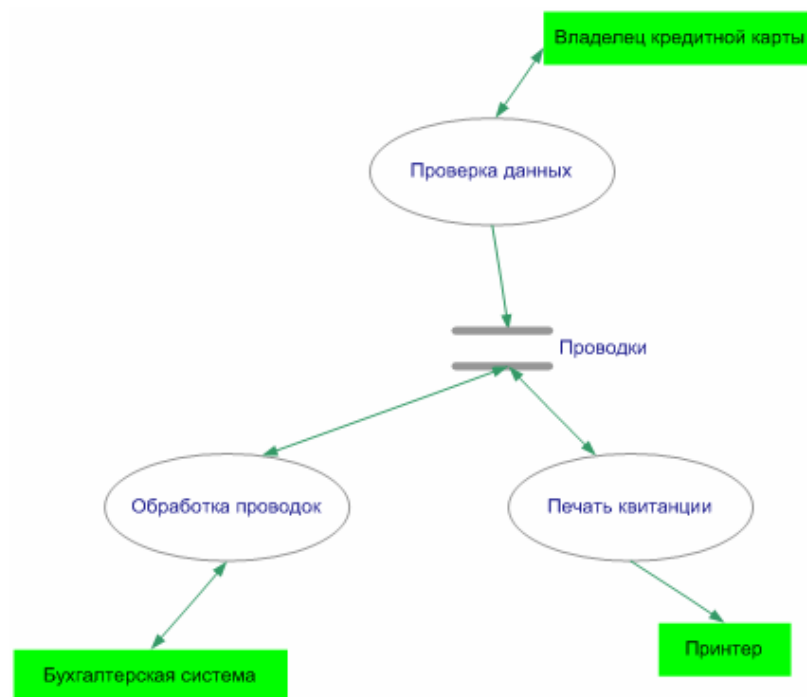 Владелец кредитной карты
Проверка данных
Проводки
Обработка проводок
Печать квитанции
Принтер
Бухгалтерская система